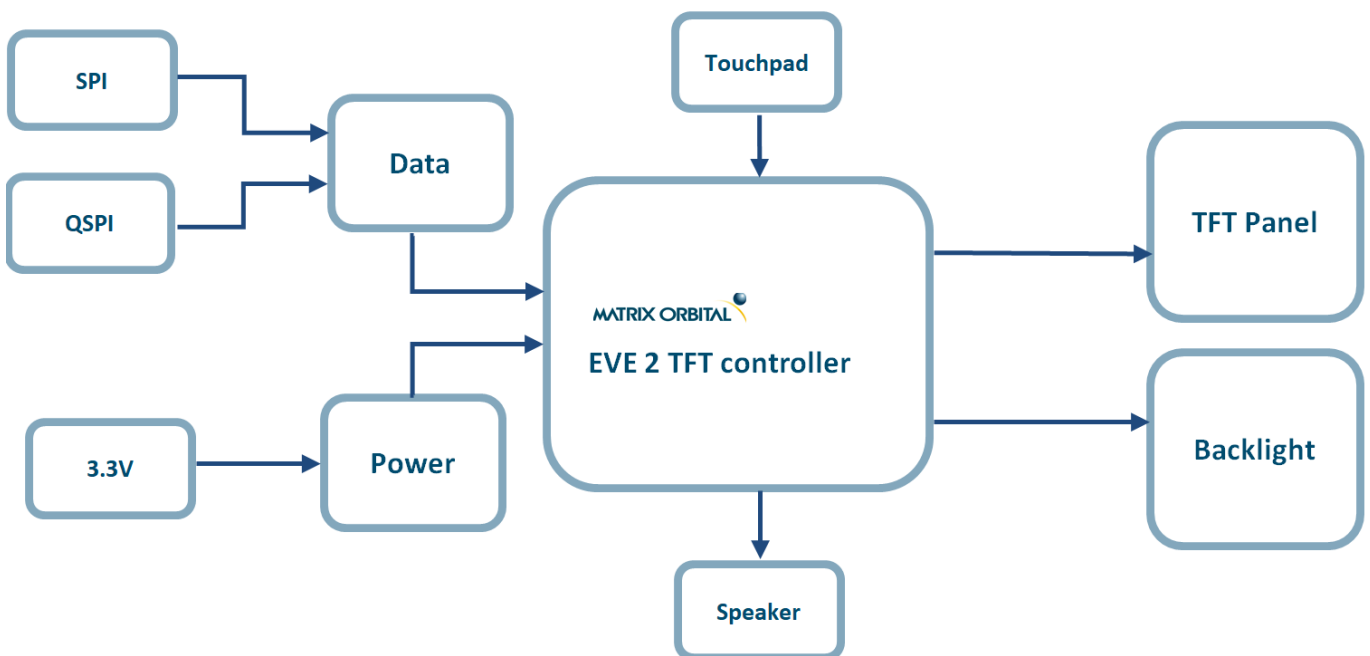 SPI
Touchpad
Data
QSPI
TFT Panel
MATRIX ORBITAL
EVE 2 TFT controller
3.3V
Power
Backlight
Speaker